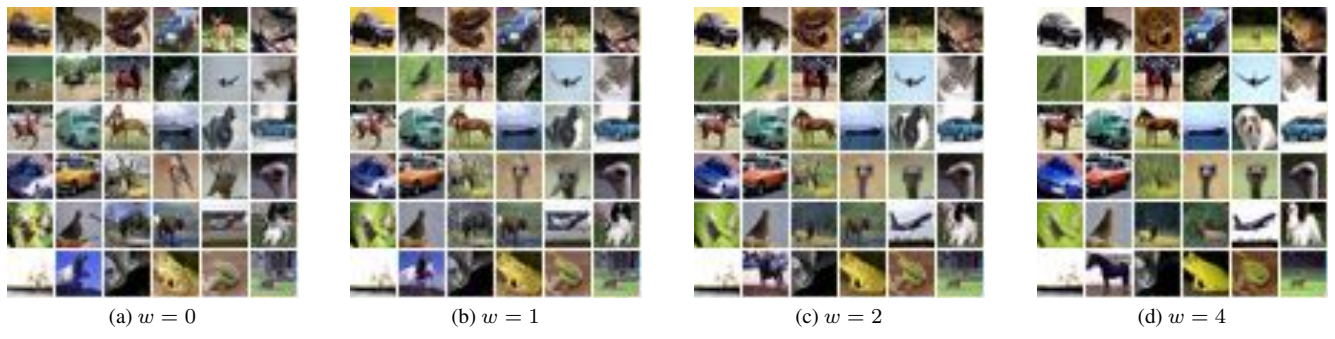 (a) w = 0
(b) w = 1
(c) w = 2
(d) w = 4